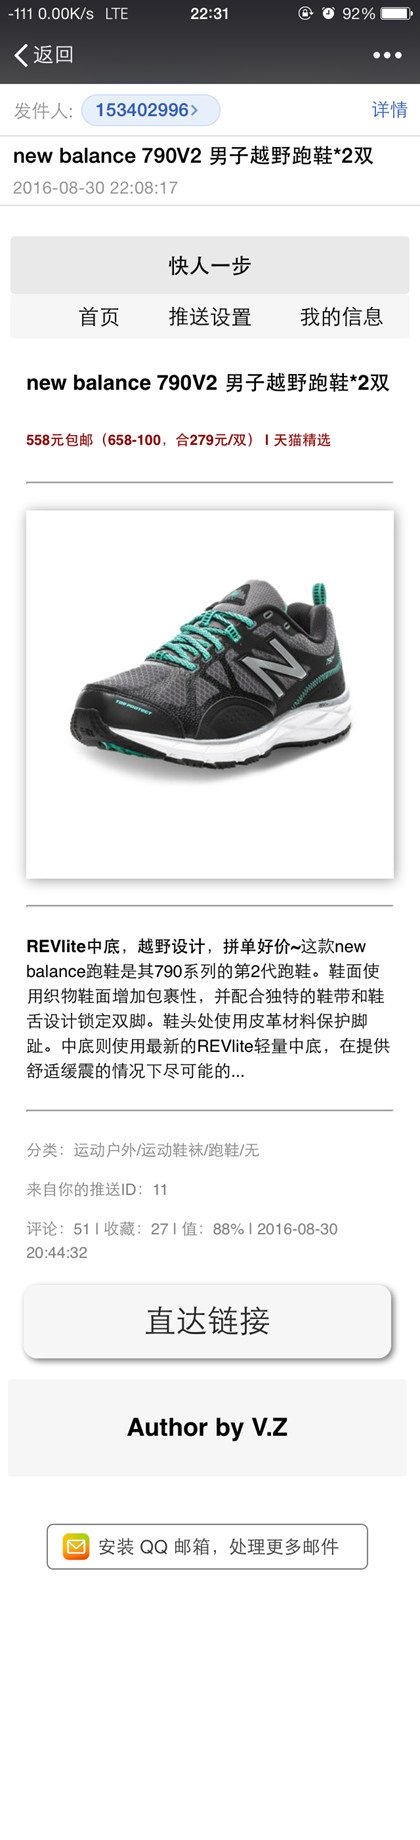 -111 0.00K/s LTE 22:31 92%
返回
发件人: 153402996> 详情
new balance 790V2 男子越野跑鞋*2双
2016-08-30 22:08:17
快人一步
首页 推送设置 我的信息
new balance 790V2 男子越野跑鞋*2双
558元包邮（658-100，合279元/双） | 天猫精选
N
REVlite中底，越野设计，拼单好价~这款new
balance跑鞋是其790系列的第2代跑鞋。鞋面使
用织物鞋面增加包裹性，并配合独特的鞋带和鞋
舌设计锁定双脚。鞋头处使用皮革材料保护脚
趾。中底则使用最新的REVlite轻量中底，在提供
舒适缓震的情况下尽可能的...
分类：运动户外/运动鞋袜/跑鞋/无
来自你的推送ID：11
评论：51 | 收藏：27 | 值：88% | 2016-08-30
20:44:32
直达链接
Author by V.Z
安装 QQ 邮箱，处理更多邮件